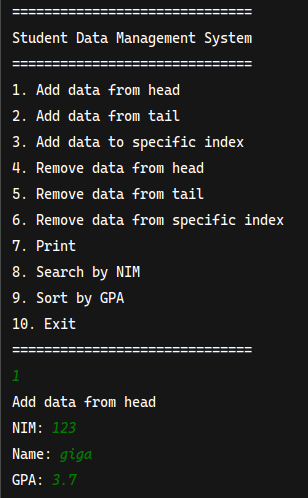 ==============================
Student Data Management System
==============================
1. Add data from head
2. Add data from tail
3. Add data to specific index
4. Remove data from head
5. Remove data from tail
6. Remove data from specific index
7. Print
8. Search by NIM
9. Sort by GPA
10. Exit
==============================
1
Add data from head
NIM: 123
Name: giga
GPA: 3.7